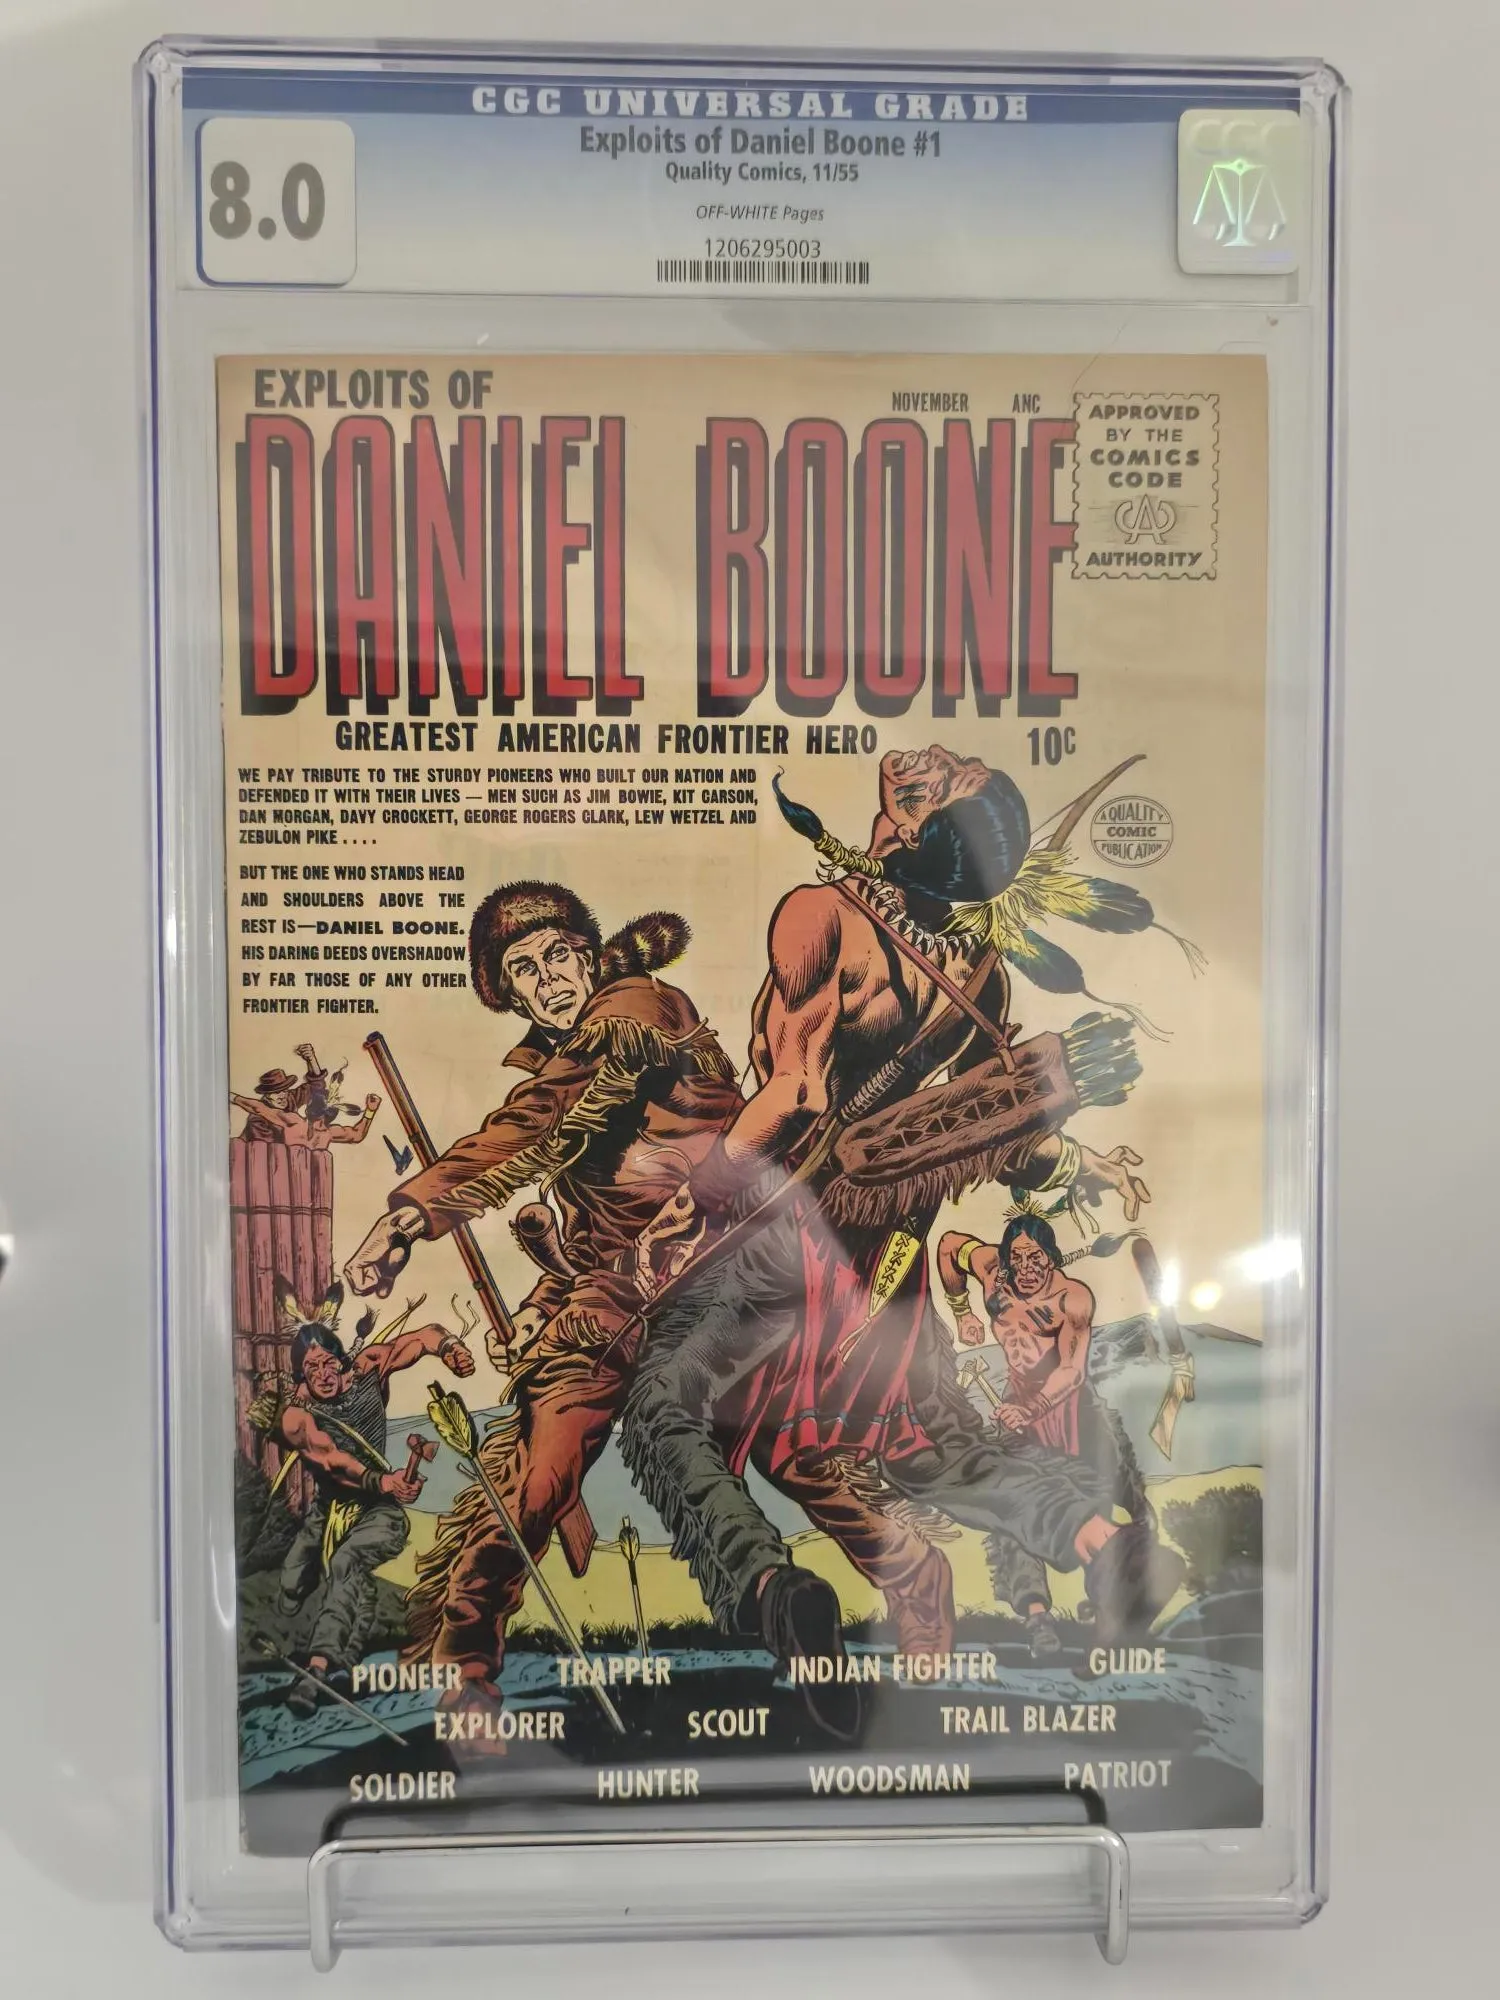 CGC UNIVERSAL GRADE
8.0
Exploits of Daniel Boone #1
Quality Comics, 11/55
OFF-WHITE Pages
1206295003
CGC
EXPLOITS OF
NOVEMBER ANC
DANIEL BOONE
APPROVED
BY THE
COMICS
CODE
CA
AUTHORITY
GREATEST AMERICAN FRONTIER HERO
10¢
WE PAY TRIBUTE TO THE STURDY PIONEERS WHO BUILT OUR NATION AND
DEFENDED IT WITH THEIR LIVES — MEN SUCH AS JIM BOWIE, KIT CARSON,
DAN MORGAN, DAVY CROCKETT, GEORGE ROGERS CLARK, LEW WETZEL AND
ZEBULON PIKE . . . .
A QUALITY
COMIC
PUBLICATION
BUT THE ONE WHO STANDS HEAD
AND SHOULDERS ABOVE THE
REST IS—DANIEL BOONE.
HIS DARING DEEDS OVERSHADOW
BY FAR THOSE OF ANY OTHER
FRONTIER FIGHTER.
PIONEER TRAPPER INDIAN FIGHTER GUIDE
EXPLORER SCOUT TRAIL BLAZER
SOLDIER HUNTER WOODSMAN PATRIOT